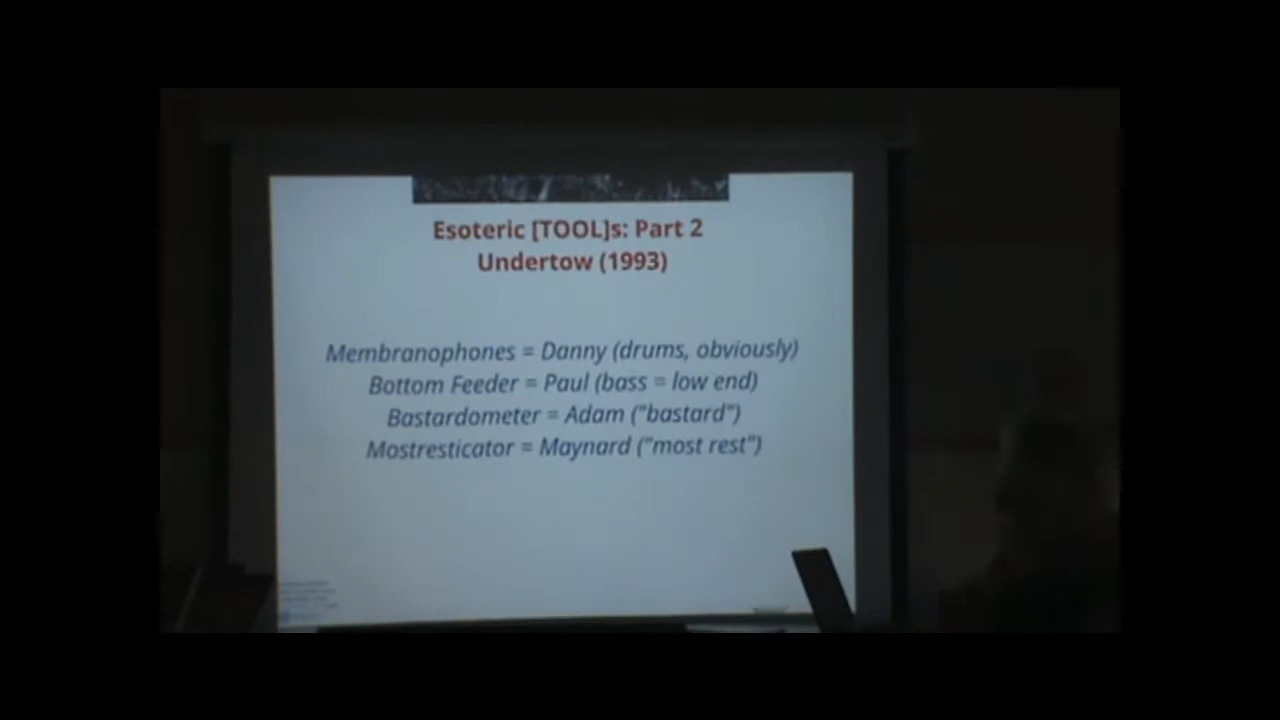 Esoteric [TOOL]s: Part 2
Undertow (1993)
Membranophones = Danny (drums, obviously)
Bottom Feeder = Paul (bass = low end)
Bastardometer = Adam ("bastard")
Mostresticator = Maynard ("most rest")